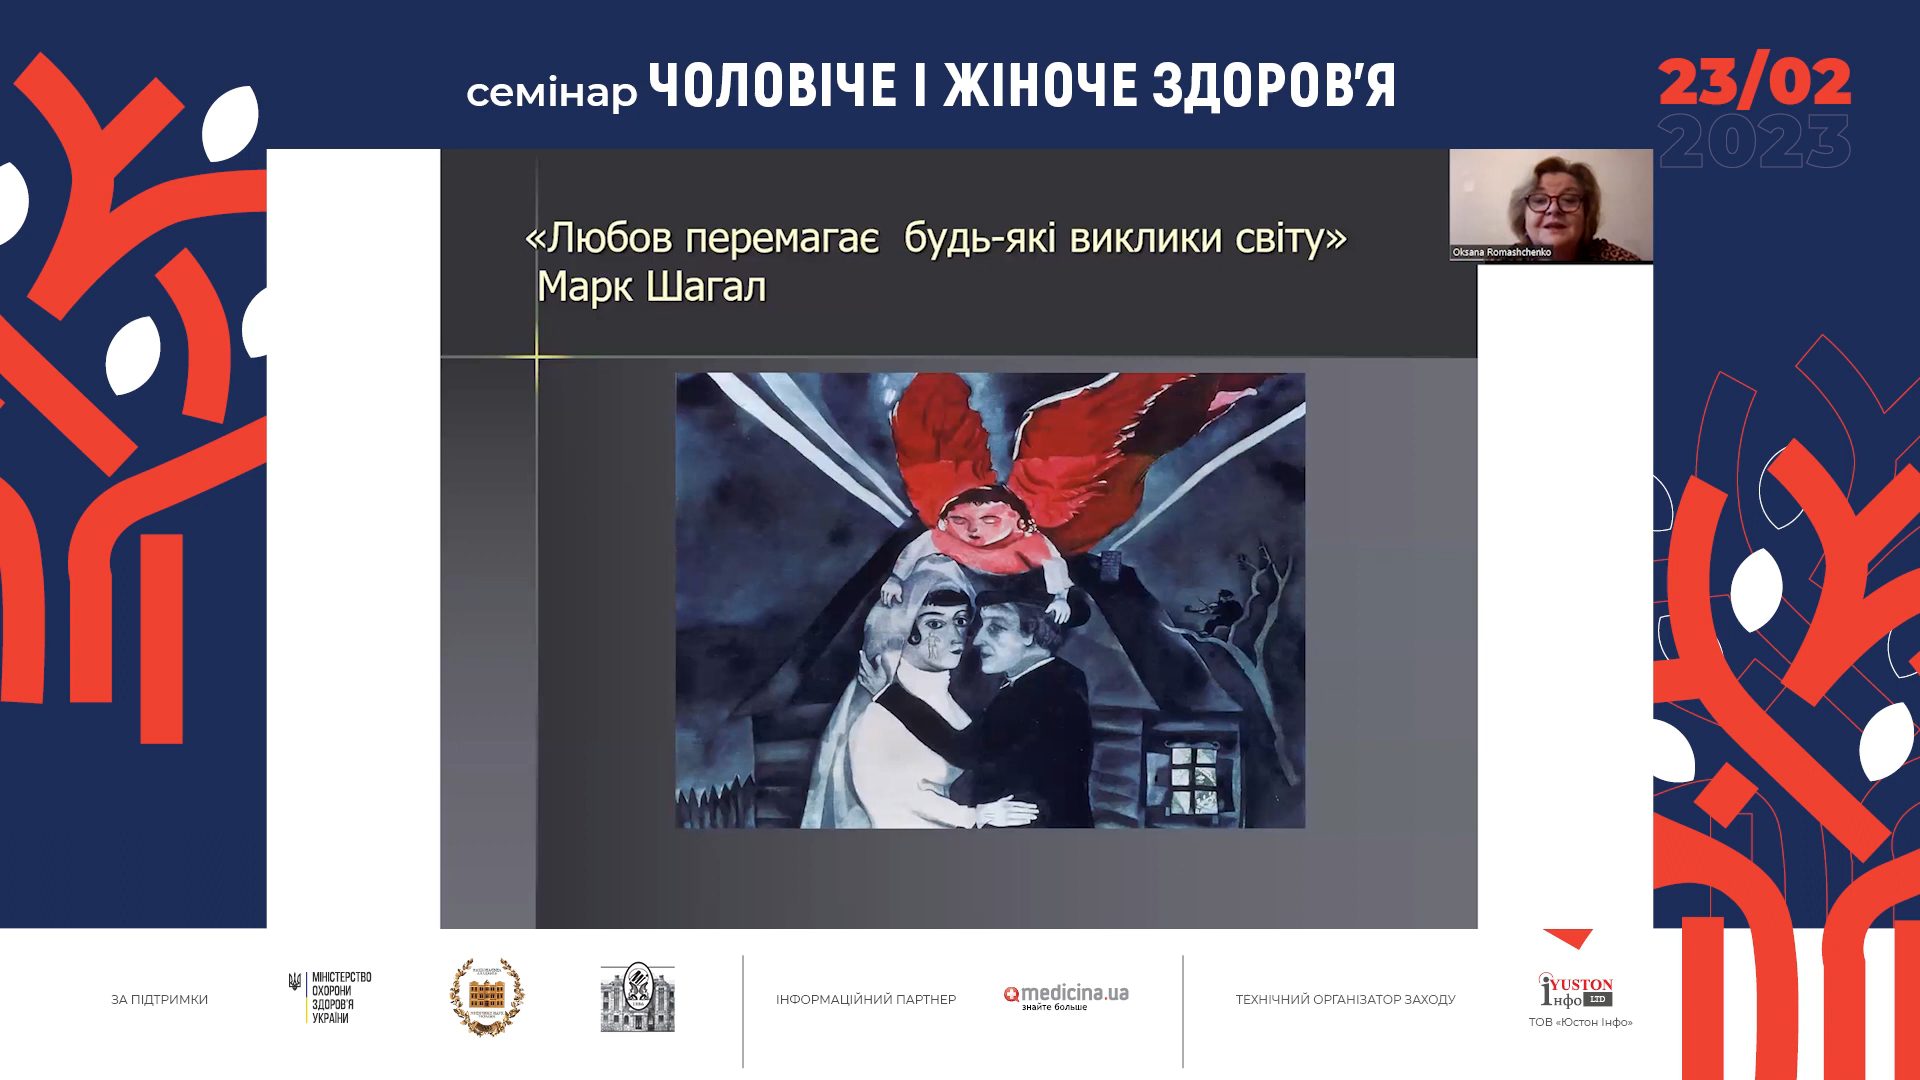 семінар ЧОЛОВІЧЕ І ЖІНОЧЕ ЗДОРОВ'Я
23/02
2023
«Любов перемагає будь-які виклики світу»
Марк Шагал
Oksana Romashchenko
ЗА ПІДТРИМКИ
МІНІСТЕРСТВО
ОХОРОНИ
ЗДОРОВ'Я
УКРАЇНИ
ІНФОРМАЦІЙНИЙ ПАРТНЕР
medicina.ua
знайте больше
ТЕХНІЧНИЙ ОРГАНІЗАТОР ЗАХОДУ
YUSTON
інфо LTD
ТОВ «Юстон Інфо»